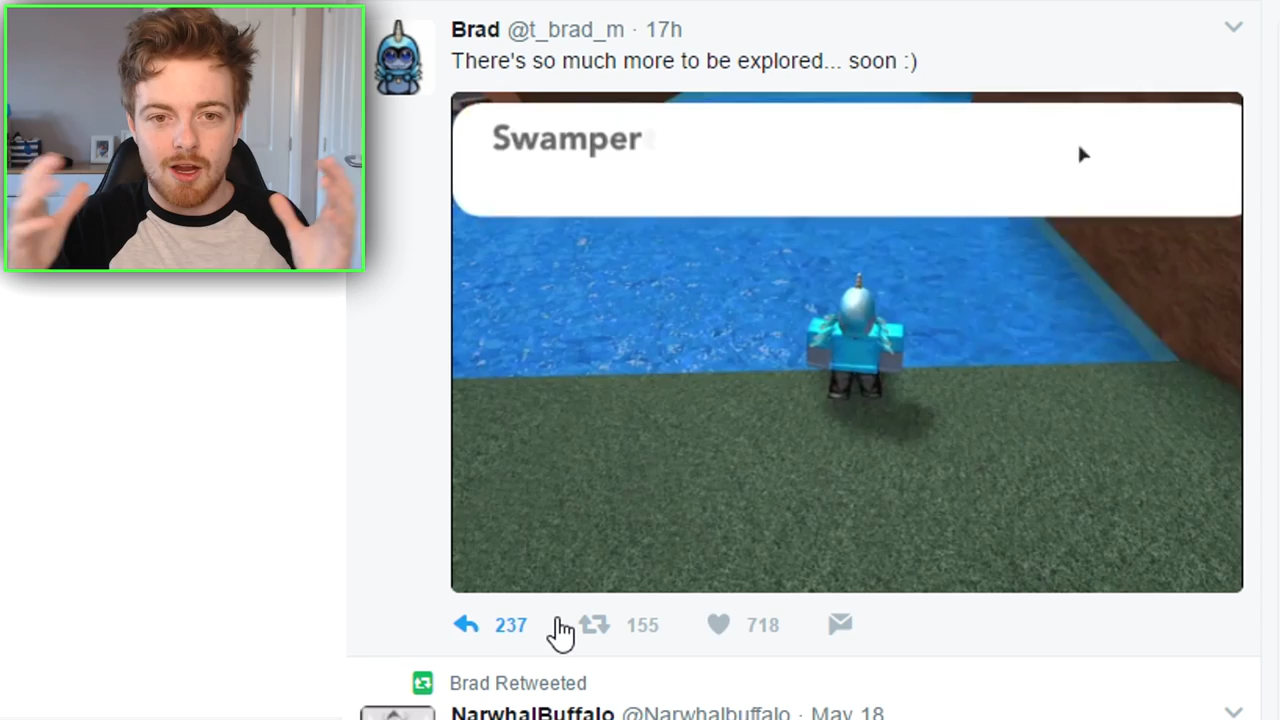 Brad @t_brad_m · 17h
There's so much more to be explored... soon :)
Swamper
237 155 718
Brad Retweeted
NarwhalBuffalo @Narwhalbuffalo · May 18